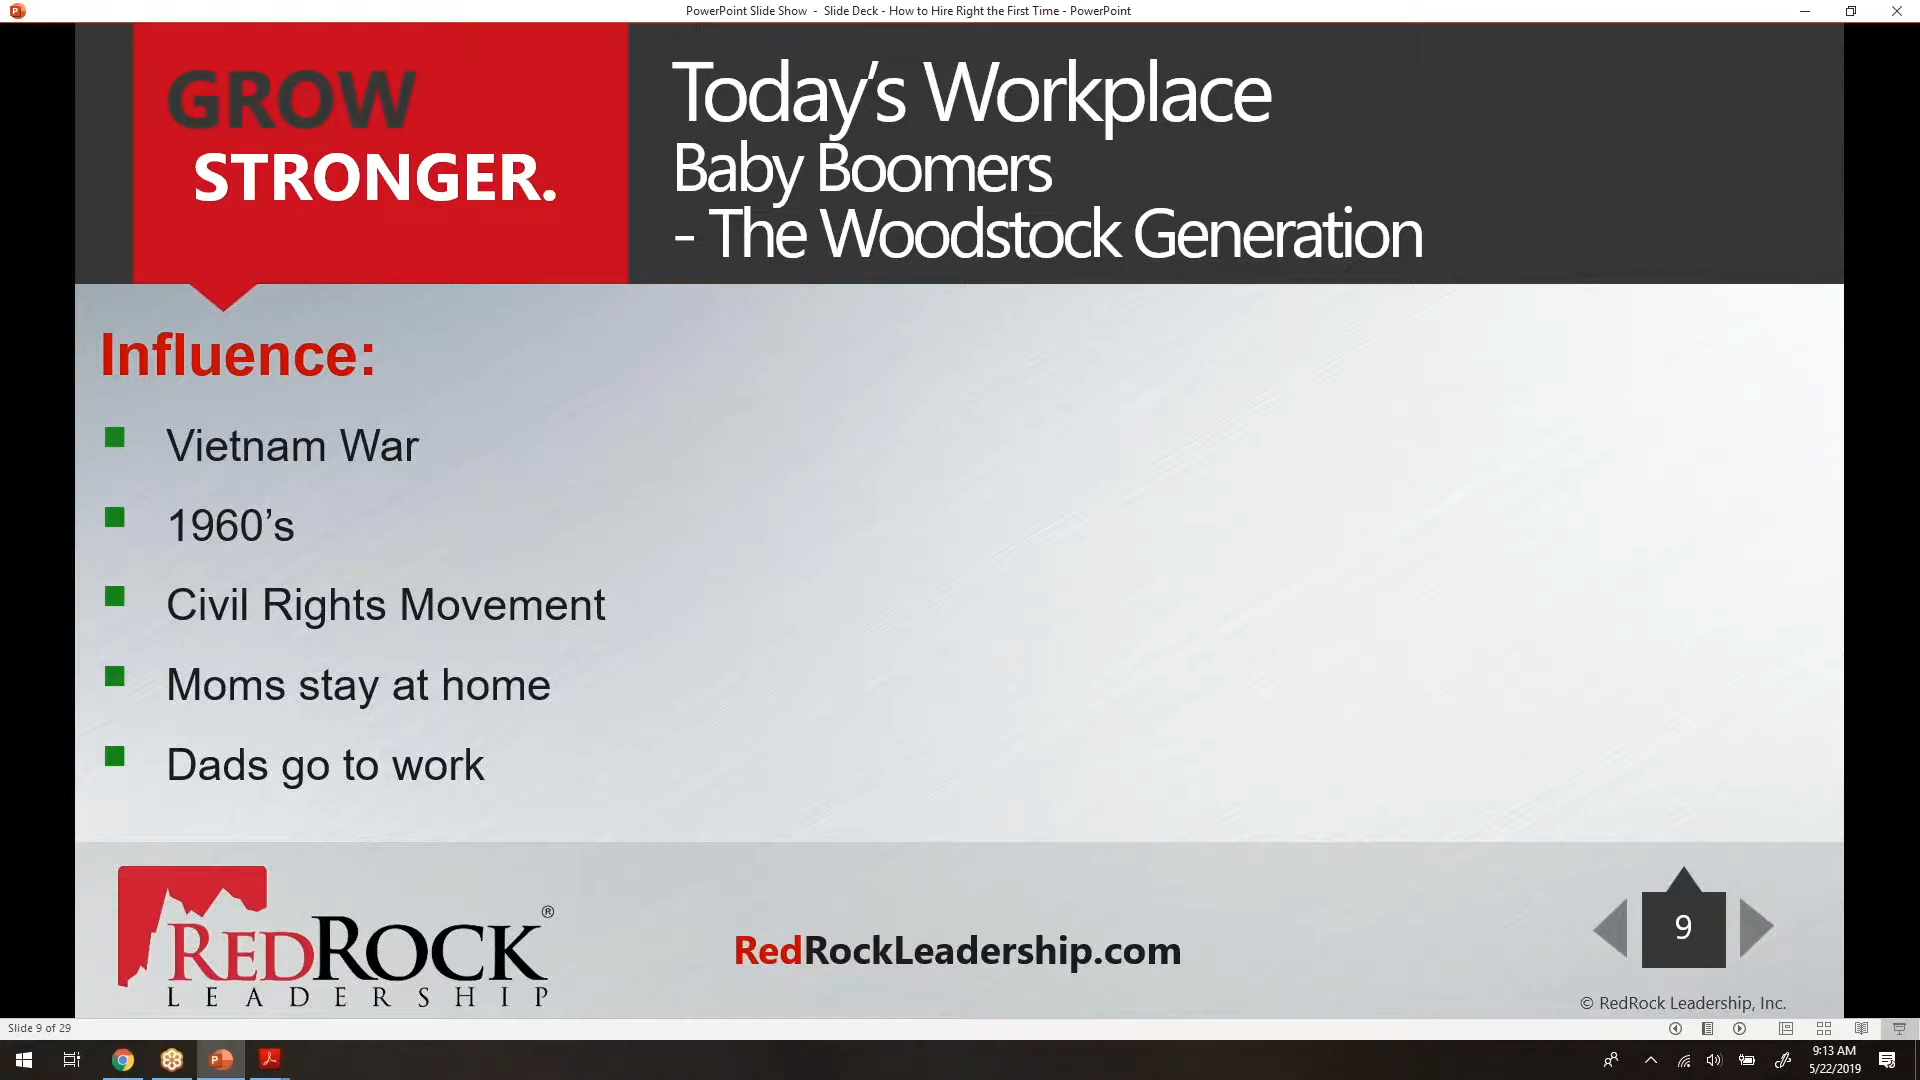 PowerPoint Slide Show - Slide Deck - How to Hire Right the First Time - PowerPoint
GROW
STRONGER.
Today’s Workplace
Baby Boomers
- The Woodstock Generation
Influence:
Vietnam War
1960’s
Civil Rights Movement
Moms stay at home
Dads go to work
REDROCK®
LEADERSHIP
RedRockLeadership.com
9
© RedRock Leadership, Inc.
Slide 9 of 29
9:13 AM
5/22/2019